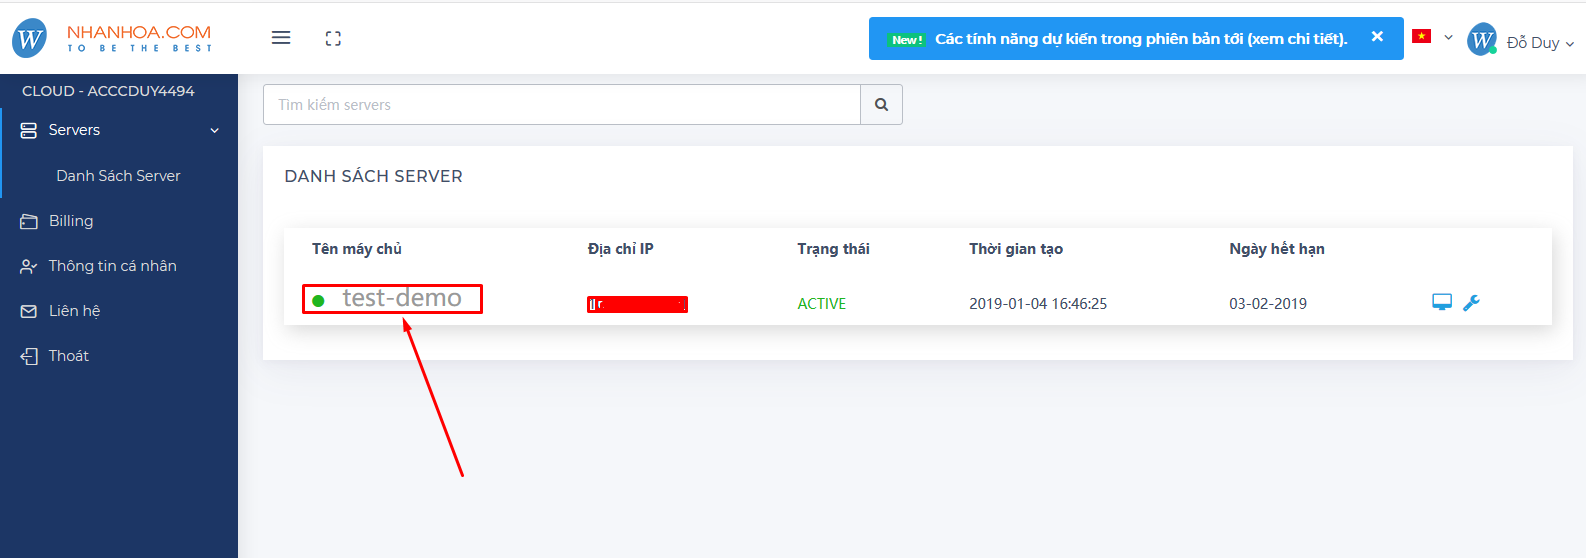 W NHANHOA.COM
TO BE THE BEST
New! Các tính năng dự kiến trong phiên bản tới (xem chi tiết). ×
W Đỗ Duy
CLOUD - ACCCDUY4494
Servers
Danh Sách Server
Billing
Thông tin cá nhân
Liên hệ
Thoát
Tìm kiếm servers
DANH SÁCH SERVER
Tên máy chủ Địa chỉ IP Trạng thái Thời gian tạo Ngày hết hạn
test-demo ACTIVE 2019-01-04 16:46:25 03-02-2019